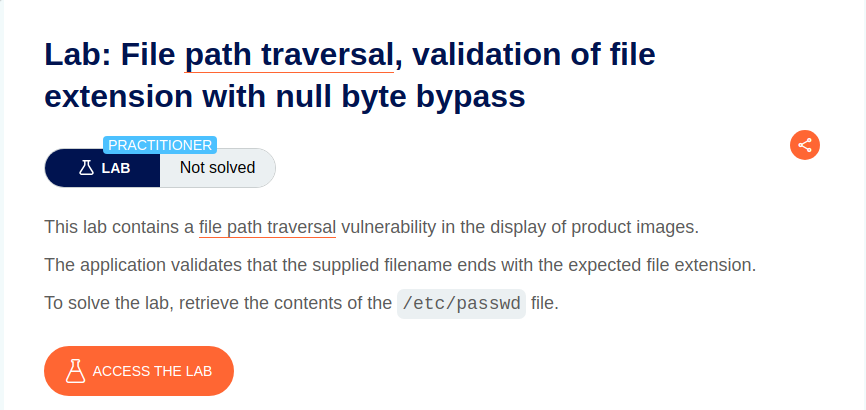 Lab: File path traversal, validation of file
extension with null byte bypass
PRACTITIONER
LAB
Not solved
This lab contains a file path traversal vulnerability in the display of product images.
The application validates that the supplied filename ends with the expected file extension.
To solve the lab, retrieve the contents of the /etc/passwd file.
ACCESS THE LAB